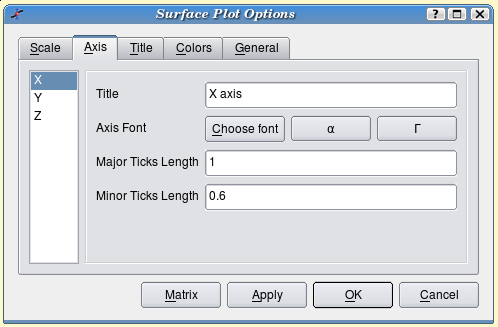 Surface Plot Options
Scale Axis Title Colors General
X
Y
Z
Title X axis
Axis Font Choose font α Γ
Major Ticks Length 1
Minor Ticks Length 0.6
Matrix Apply OK Cancel